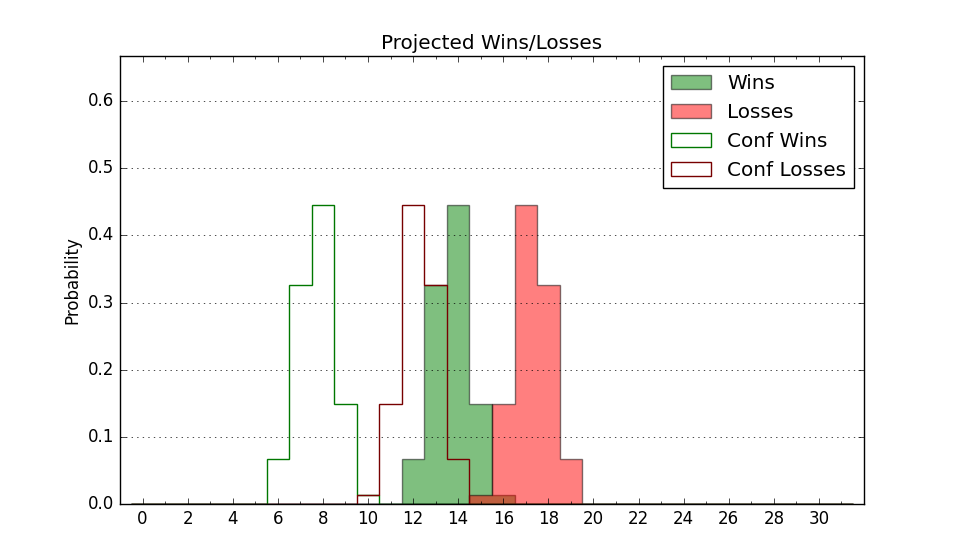 Projected Wins/Losses
Wins
Losses
Conf Wins
Conf Losses
Probability
0.6
0.5
0.4
0.3
0.2
0.1
0.0
0 2 4 6 8 10 12 14 16 18 20 22 24 26 28 30